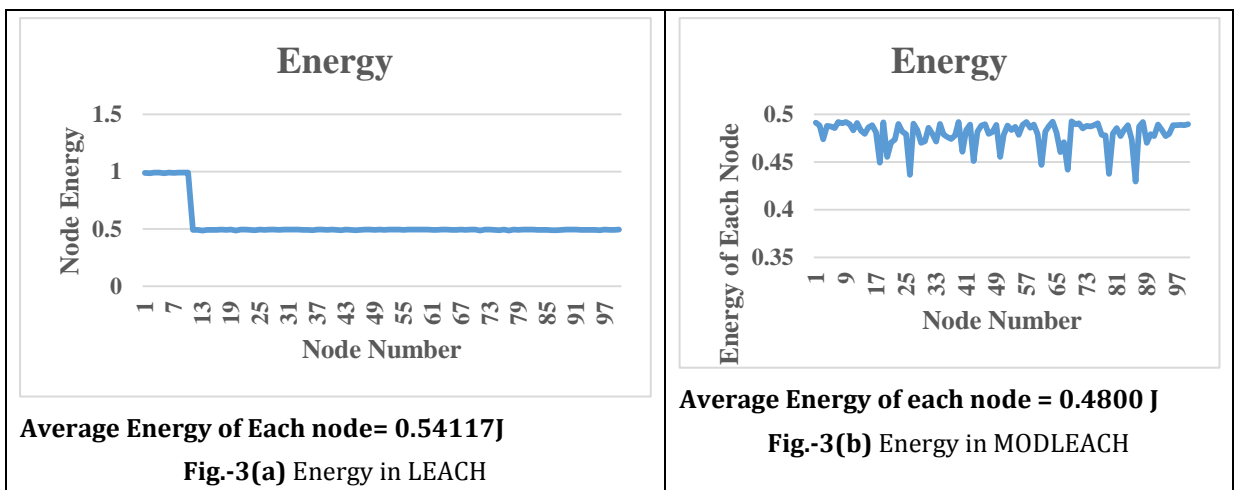 Energy
1.5
1
0.5
0
Node Energy
1 7 13 19 25 31 37 43 49 55 61 67 73 79 85 91 97
Node Number
Average Energy of Each node= 0.54117J
Fig.-3(a) Energy in LEACH
Energy
0.5
0.45
0.4
0.35
Energy of Each Node
1 9 17 25 33 41 49 57 65 73 81 89 97
Node Number
Average Energy of each node = 0.4800 J
Fig.-3(b) Energy in MODLEACH